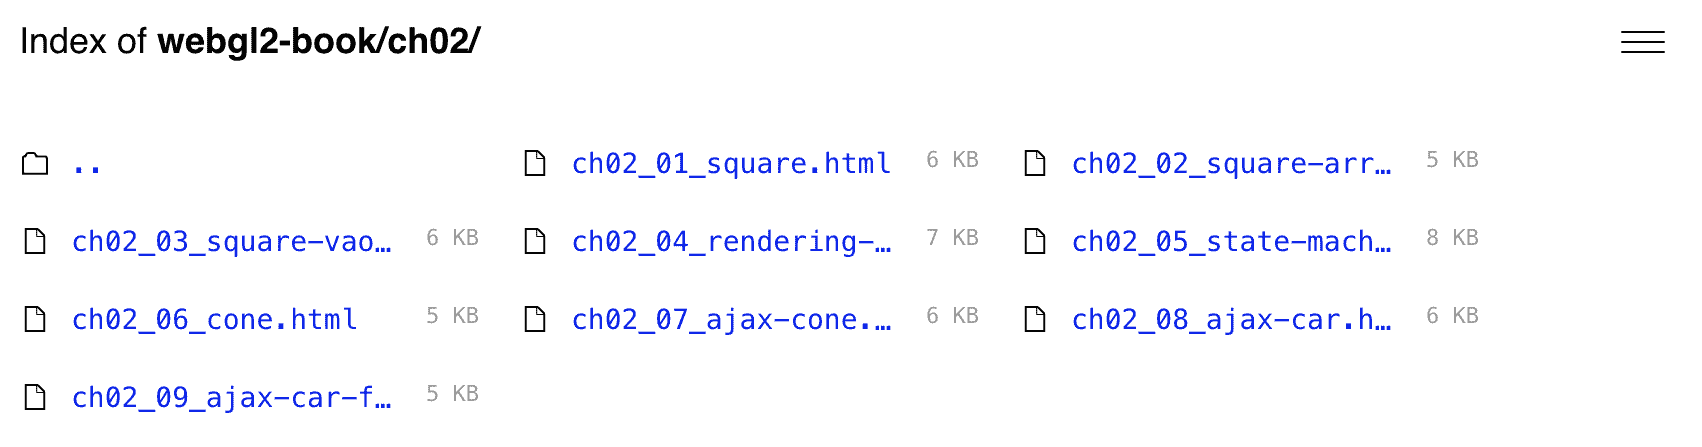 Index of webgl2-book/ch02/
.. ch02_01_square.html 6 KB ch02_02_square-arr… 5 KB
ch02_03_square-vao… 6 KB ch02_04_rendering-… 7 KB ch02_05_state-mach… 8 KB
ch02_06_cone.html 5 KB ch02_07_ajax-cone.… 6 KB ch02_08_ajax-car.h… 6 KB
ch02_09_ajax-car-f… 5 KB